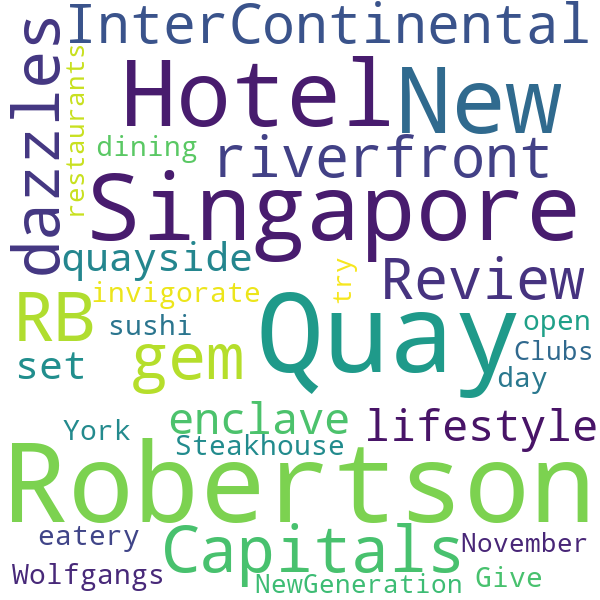 InterContinental
dazzles
restaurants
Hotel
New
dining
riverfront
Singapore
quayside
Review
invigorate
try
RB
sushi
gem
Quay
open
set
Clubs
day
enclave
lifestyle
York
Steakhouse
Robertson
eatery
Capitals
November
Wolfgangs
NewGeneration
Give